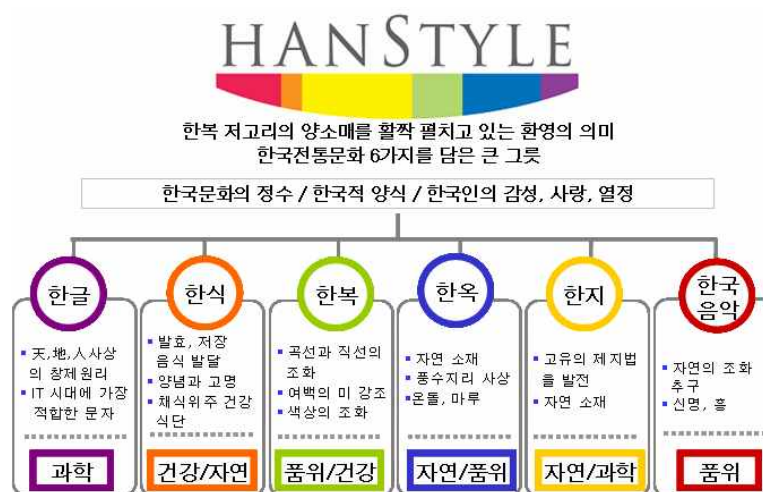 HANSTYLE
한복 저고리의 양소매를 활짝 펼치고 있는 환영의 의미
한국전통문화 6가지를 담은 큰 그릇
한국문화의 정수 / 한국적 양식 / 한국인의 감성, 사랑, 열정
한글
天,地,人사상
의 창제원리
IT 시대에 가장
적합한 문자
과학
한식
발효, 저장
음식 발달
양념과 고명
채식위주 건강
식단
건강/자연
한복
곡선과 직선의
조화
여백의 미 강조
색상의 조화
품위/건강
한옥
자연 소재
풍수지리 사상
온돌, 마루
자연/품위
한지
고유의 제지법
을 발전
자연 소재
자연/과학
한국
음악
자연의 조화
추구
신명, 흥
품위